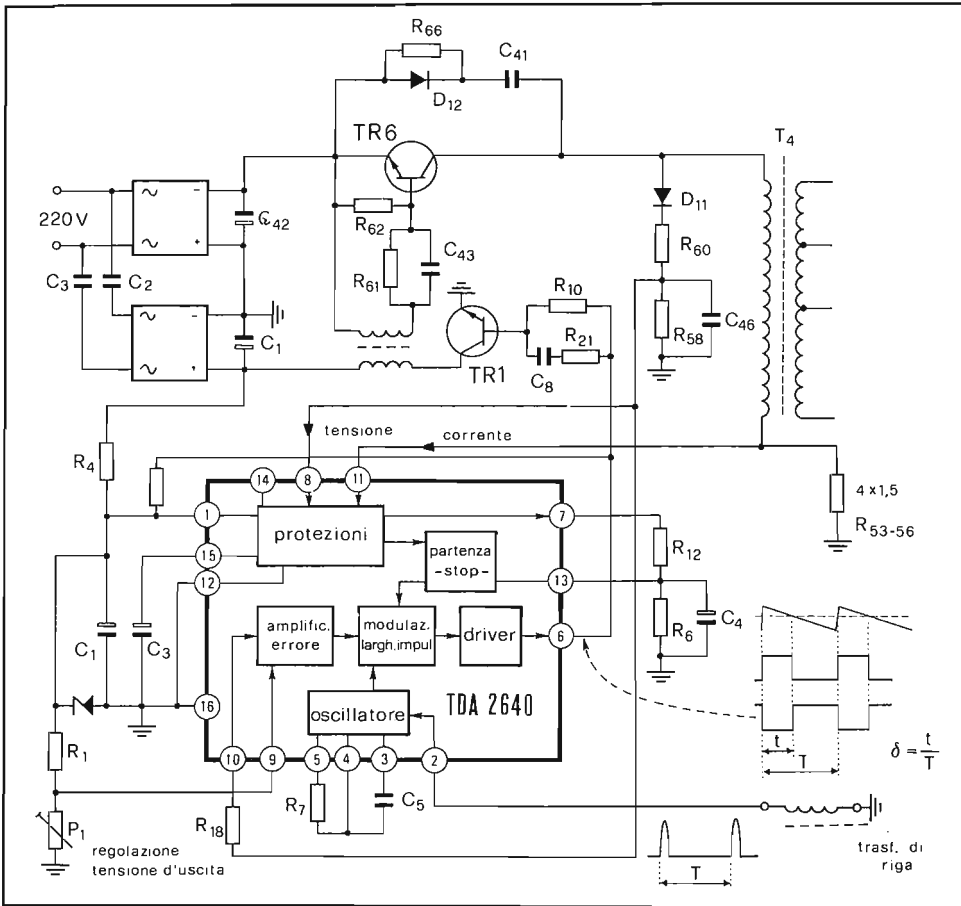 R66
C41
D12
TR6
T4
~ -
~ +
220V
C42
R62
D11
R60
C43
R61
R10
C3
C2
R58
C46
~ -
~ +
C1
R21
C8
TR1
tensione
corrente
R4
14
8
11
4 x 1,5
R53-56
1
protezioni
7
15
partenza
-stop-
R12
12
13
amplific.
errore
modulaz.
largh.impul
driver
6
R6
C4
C1
C3
TDA 2640
16
oscillatore
t
δ = t/T
T
10
9
5
4
3
2
R1
R7
C5
P1
R18
regolazione
tensione d'uscita
T
trasf. di
riga